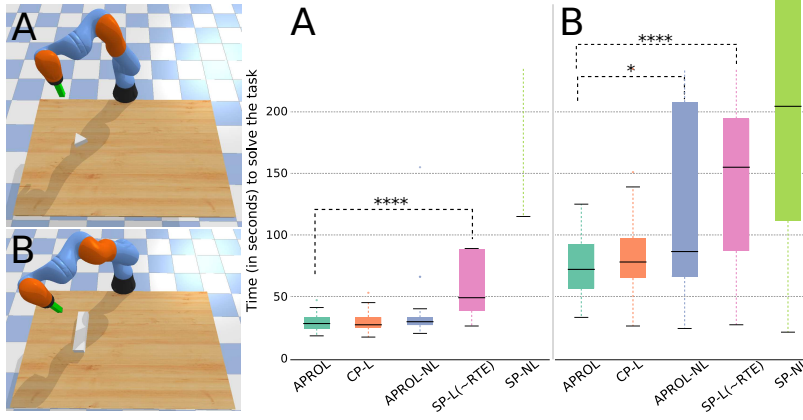 A
B
A
B
Time (in seconds) to solve the task
200
150
100
50
0
****
****
*
APROL
CP-L
APROL-NL
SP-L(~RTE)
SP-NL
APROL
CP-L
APROL-NL
SP-L(~RTE)
SP-NL